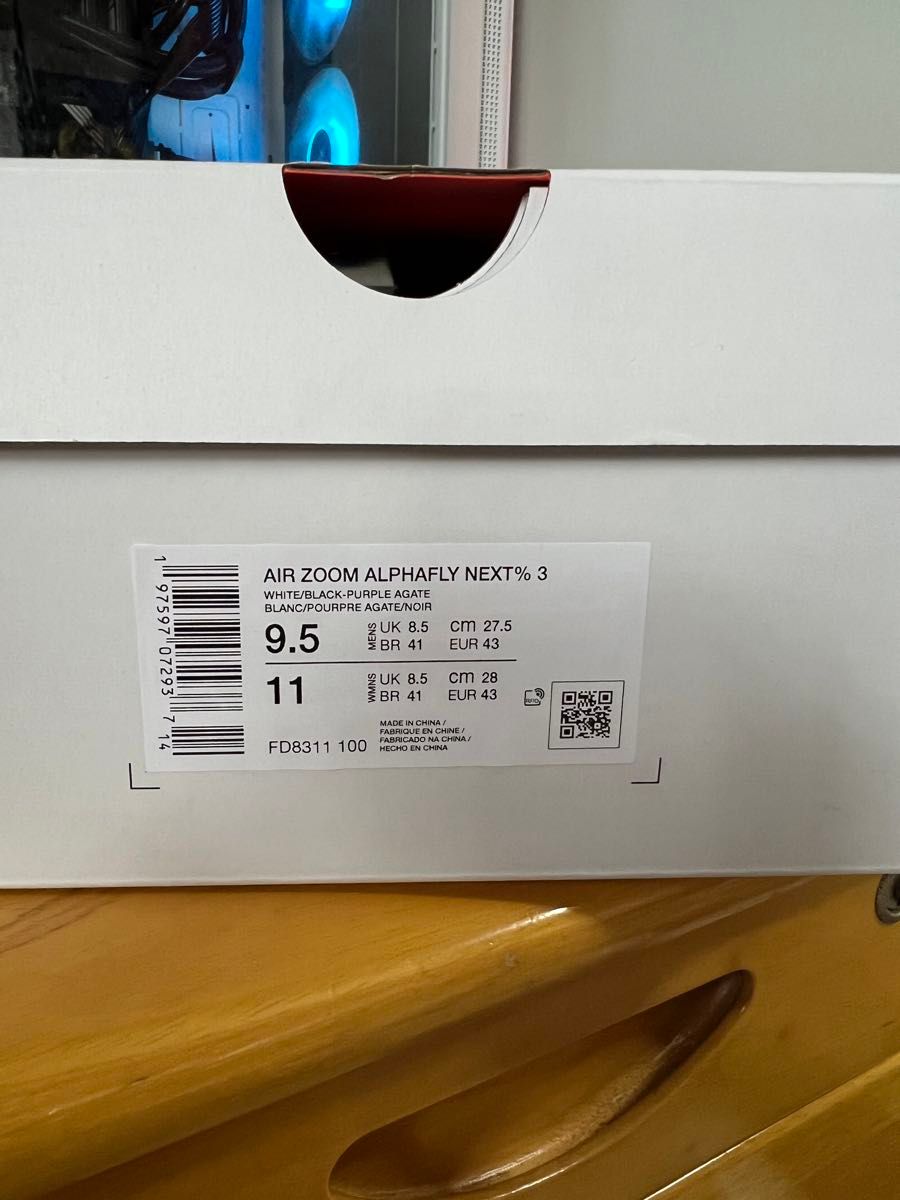 AIR ZOOM ALPHAFLY NEXT% 3
WHITE/BLACK-PURPLE AGATE
BLANC/POURPRE AGATE/NOIR
9.5 MENS UK 8.5 cm 27.5
BR 41 EUR 43
11 WMNS UK 8.5 cm 28
BR 41 EUR 43
FD8311 100
MADE IN CHINA /
FABRIQUE EN CHINE /
FABRICADO NA CHINA /
HECHO EN CHINA
RFID
1 97597 07293 7 14